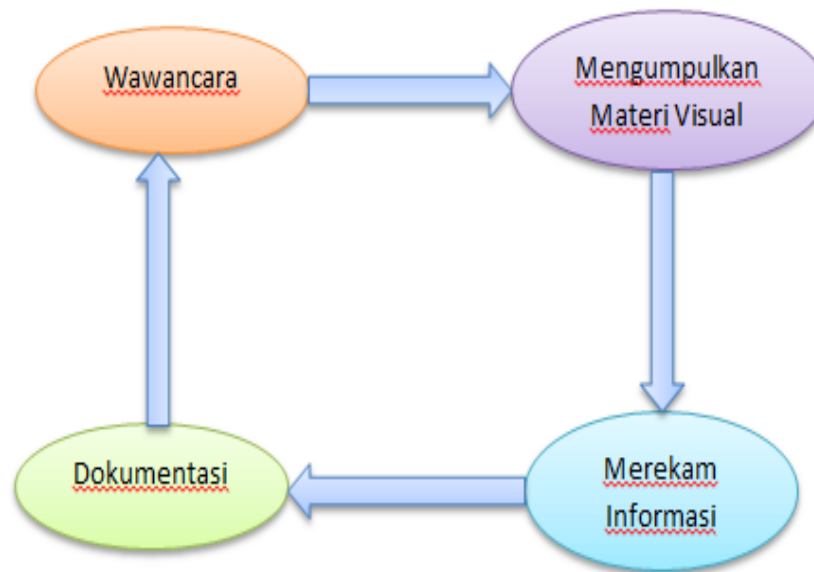 Wawancara
Mengumpulkan
Materi Visual
Dokumentasi
Merekam
Informasi